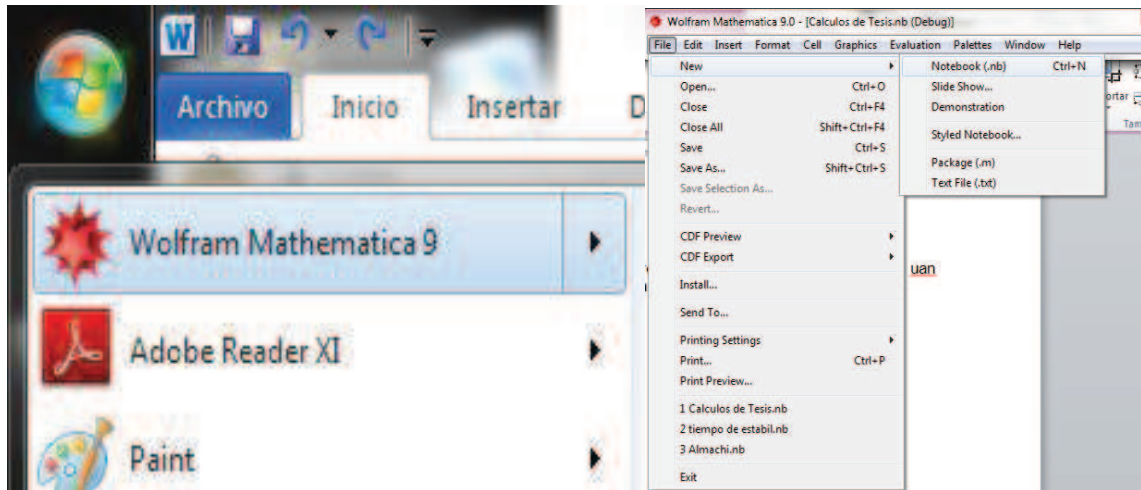 W
Archivo Inicio Insertar D
Wolfram Mathematica 9
Adobe Reader XI
Paint
Wolfram Mathematica 9.0 - [Calculos de Tesis.nb (Debug)]
File Edit Insert Format Cell Graphics Evaluation Palettes Window Help
New
Open... Ctrl+O
Close Ctrl+F4
Close All Shift+Ctrl+F4
Save Ctrl+S
Save As... Shift+Ctrl+S
Save Selection As...
Revert...
CDF Preview
CDF Export
Install...
Send To...
Printing Settings
Print... Ctrl+P
Print Preview...
1 Calculos de Tesis.nb
2 tiempo de estabil.nb
3 Almachi.nb
Exit
Notebook (.nb) Ctrl+N
Slide Show...
Demonstration
Styled Notebook...
Package (.m)
Text File (.txt)
ortar
Tam
uan